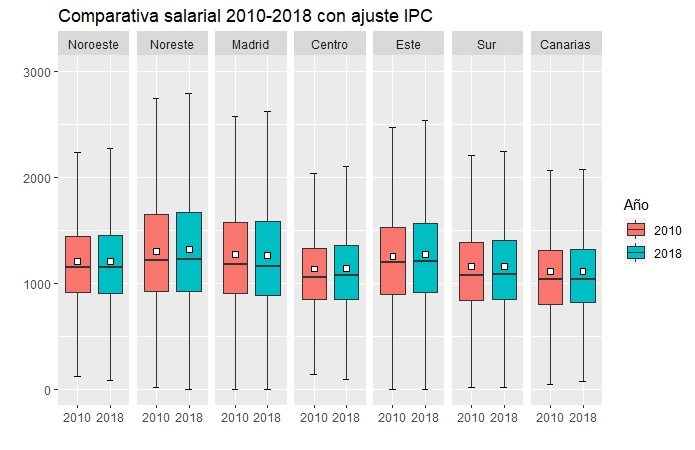 Comparativa salarial 2010-2018 con ajuste IPC
Noroeste Noreste Madrid Centro Este Sur Canarias
3000
2000
1000
0
Año
2010
2018
2010 2018 2010 2018 2010 2018 2010 2018 2010 2018 2010 2018 2010 2018